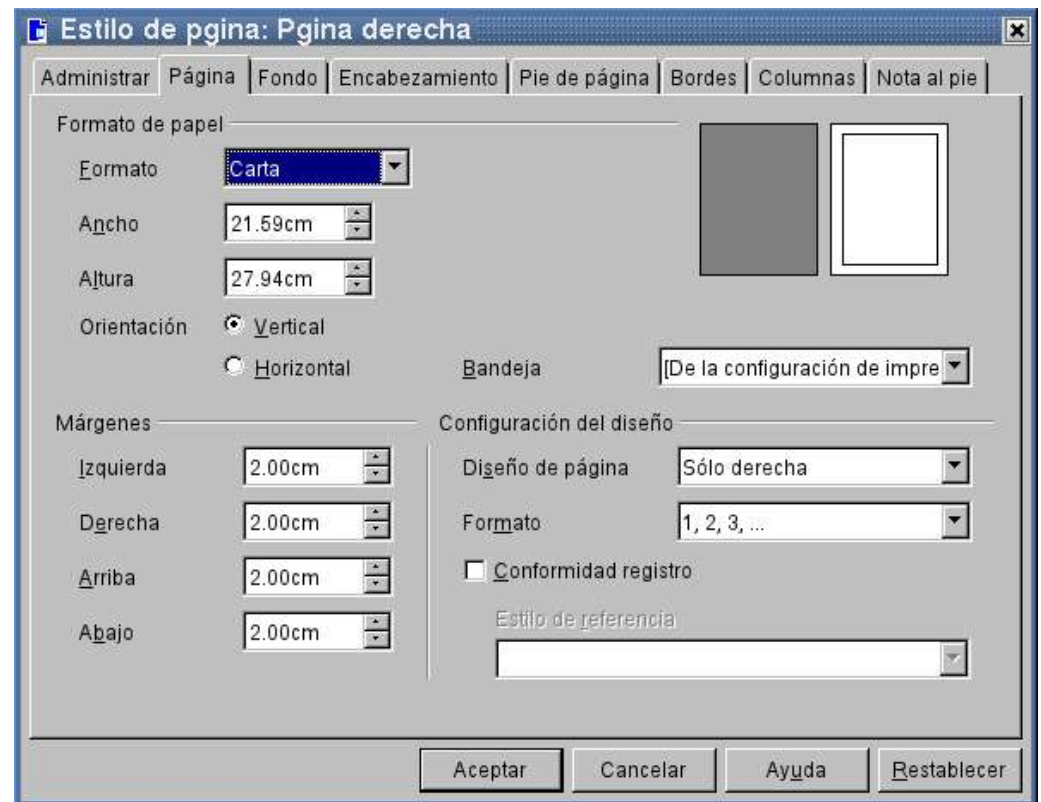 Estilo de pgina: Pgina derecha
Administrar Página Fondo Encabezamiento Pie de página Bordes Columnas Nota al pie
Formato de papel
Formato Carta
Ancho 21.59cm
Altura 27.94cm
Orientación Vertical
Horizontal
Bandeja [De la configuración de impre
Márgenes
Izquierda 2.00cm
Derecha 2.00cm
Arriba 2.00cm
Abajo 2.00cm
Configuración del diseño
Diseño de página Sólo derecha
Formato 1, 2, 3, ...
Conformidad registro
Estilo de referencia
Aceptar Cancelar Ayuda Restablecer